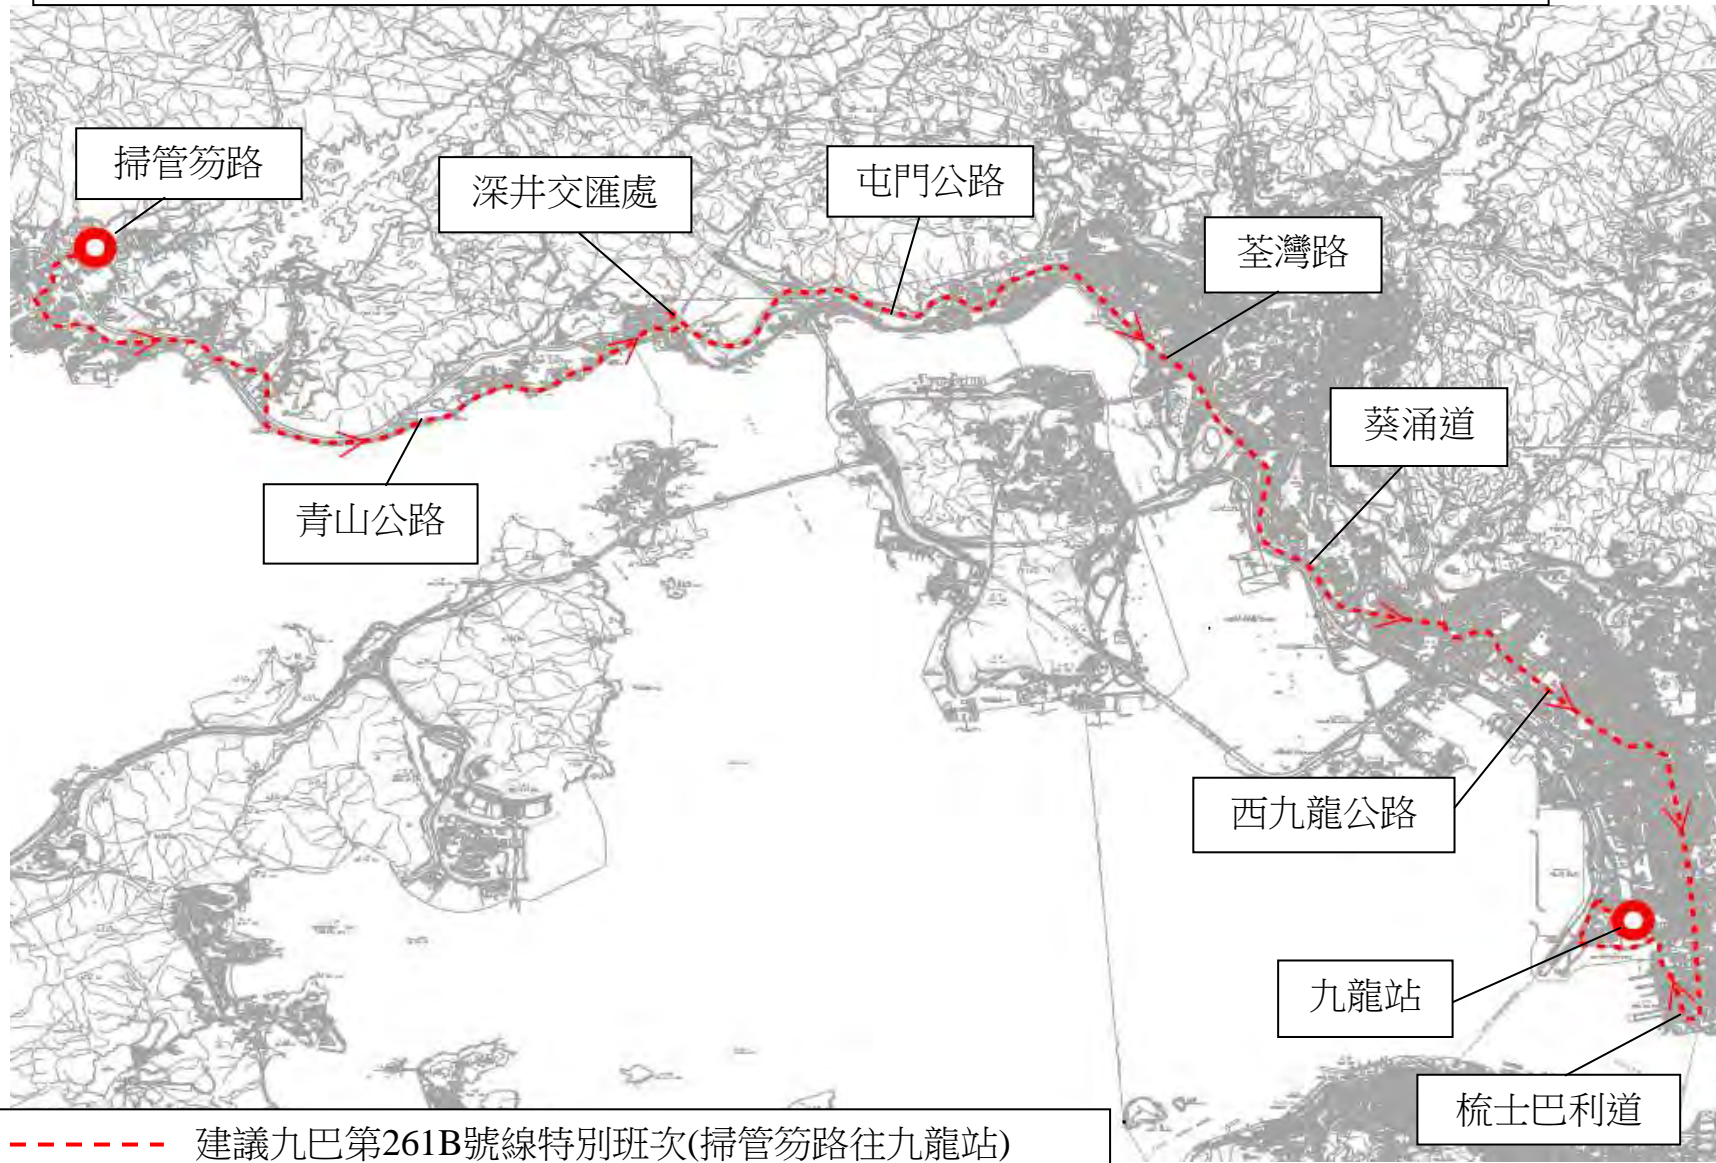 掃管笏路
深井交匯處
屯門公路
荃灣路
葵涌道
青山公路
西九龍公路
九龍站
梳士巴利道
建議九巴第261B號線特別班次(掃管笏路往九龍站)